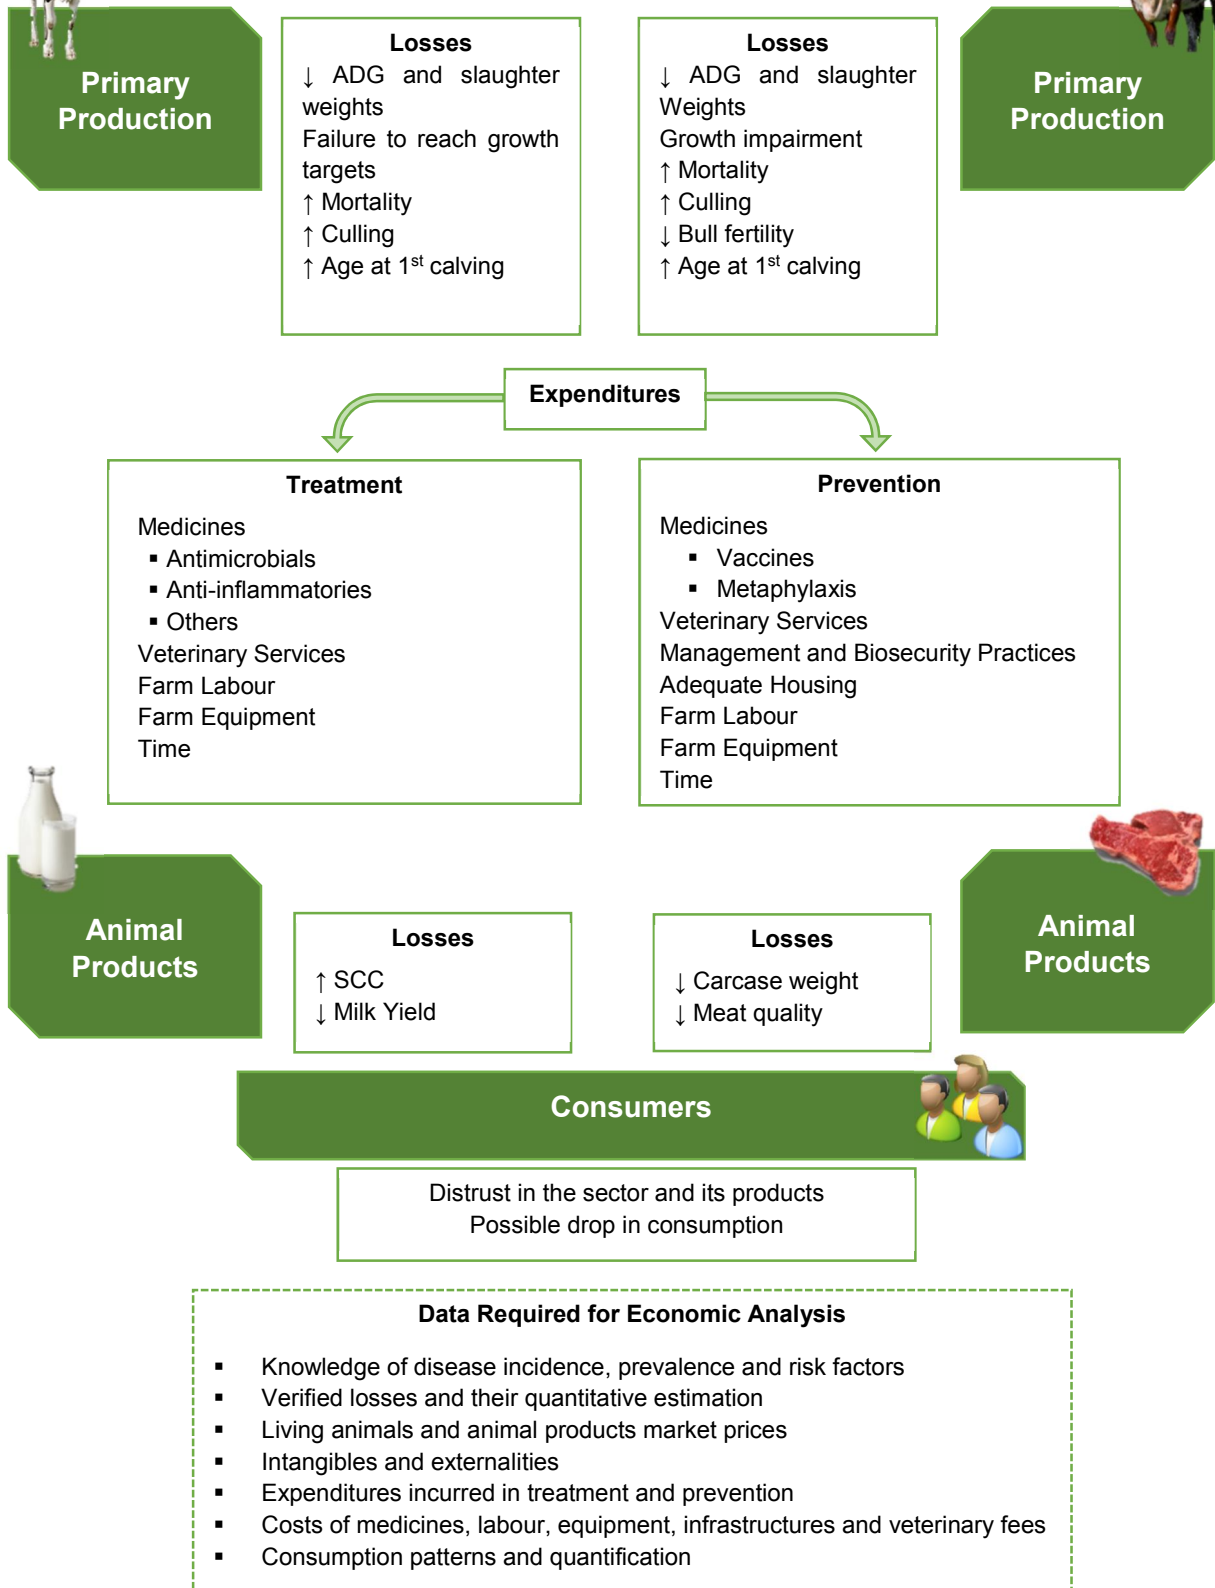 Primary
Production
Losses
↓ ADG and slaughter
weights
Failure to reach growth
targets
↑ Mortality
↑ Culling
↑ Age at 1st calving
Losses
↓ ADG and slaughter
Weights
Growth impairment
↑ Mortality
↑ Culling
↓ Bull fertility
↑ Age at 1st calving
Primary
Production
Expenditures
Treatment
Medicines
▪ Antimicrobials
▪ Anti-inflammatories
▪ Others
Veterinary Services
Farm Labour
Farm Equipment
Time
Prevention
Medicines
▪ Vaccines
▪ Metaphylaxis
Veterinary Services
Management and Biosecurity Practices
Adequate Housing
Farm Labour
Farm Equipment
Time
Animal
Products
Losses
↑ SCC
↓ Milk Yield
Losses
↓ Carcase weight
↓ Meat quality
Animal
Products
Consumers
Distrust in the sector and its products
Possible drop in consumption
Data Required for Economic Analysis
▪ Knowledge of disease incidence, prevalence and risk factors
▪ Verified losses and their quantitative estimation
▪ Living animals and animal products market prices
▪ Intangibles and externalities
▪ Expenditures incurred in treatment and prevention
▪ Costs of medicines, labour, equipment, infrastructures and veterinary fees
▪ Consumption patterns and quantification